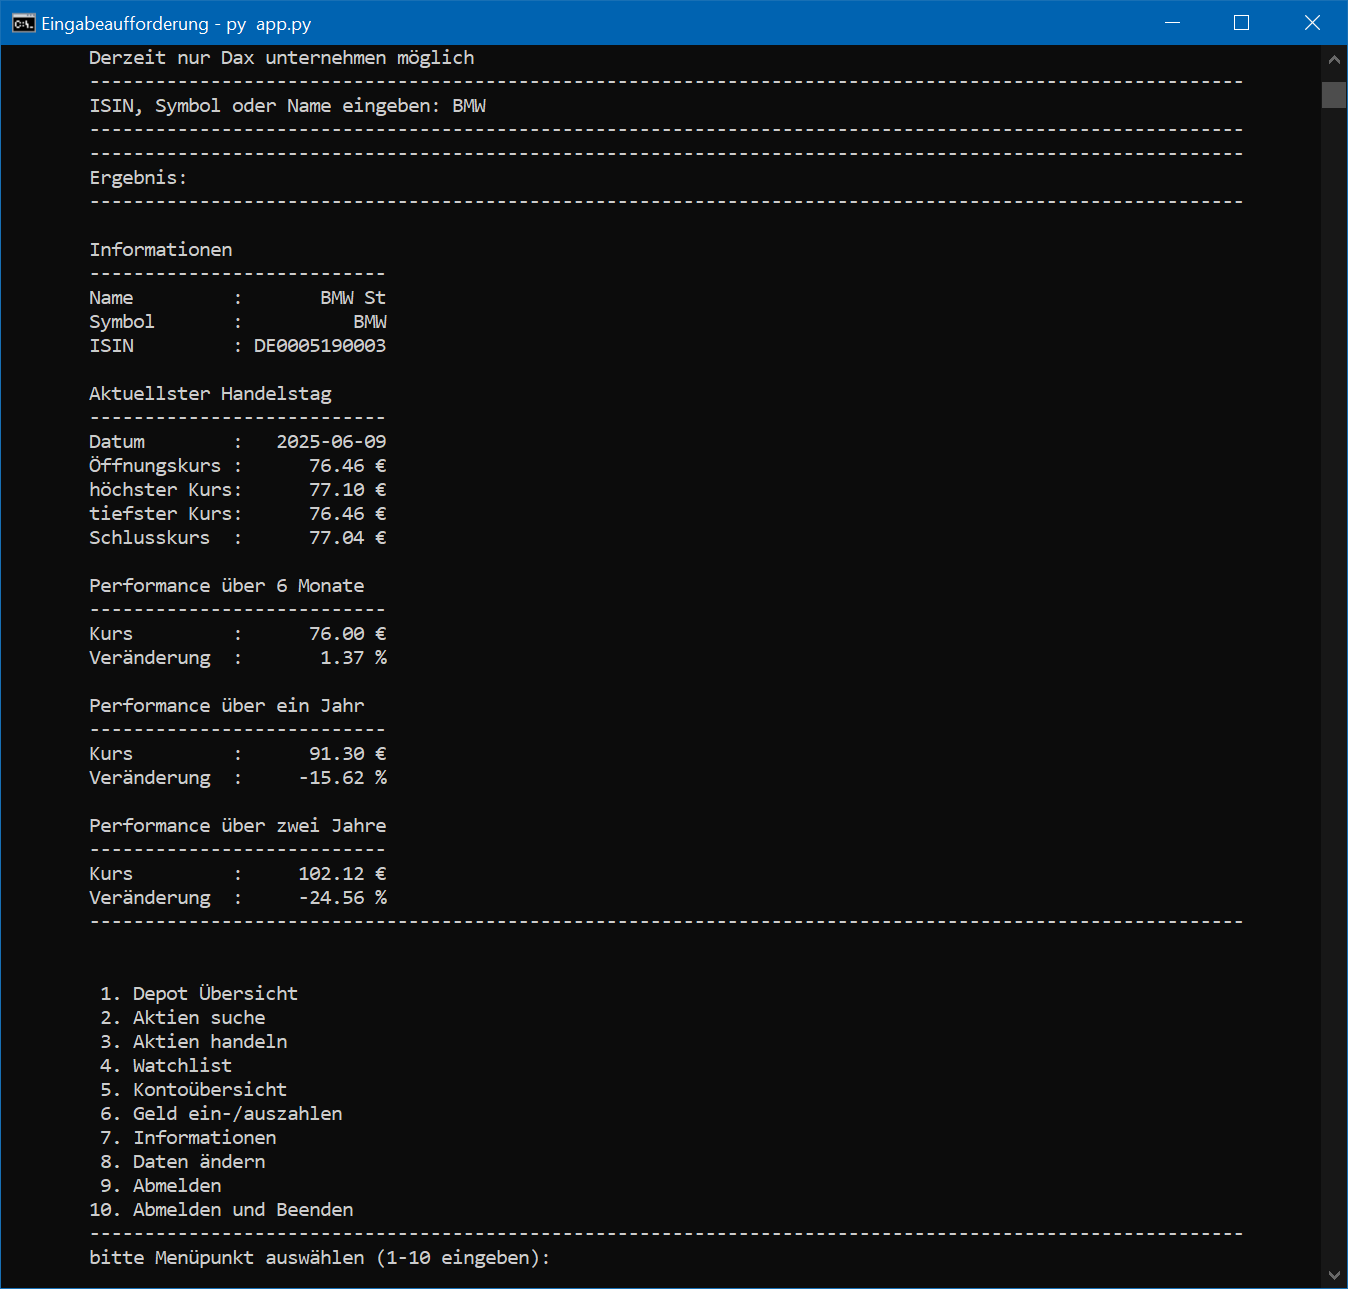 Eingabeaufforderung - py  app.py
Derzeit nur Dax unternehmen möglich
---------------------------------------------------------------------------------------------------------
ISIN, Symbol oder Name eingeben: BMW
---------------------------------------------------------------------------------------------------------
---------------------------------------------------------------------------------------------------------
Ergebnis:
---------------------------------------------------------------------------------------------------------
Informationen
---------------------------
Name         :       BMW St
Symbol       :          BMW
ISIN         : DE0005190003
Aktuellster Handelstag
---------------------------
Datum        :   2025-06-09
Öffnungskurs :      76.46 €
höchster Kurs:      77.10 €
tiefster Kurs:      76.46 €
Schlusskurs  :      77.04 €
Performance über 6 Monate
---------------------------
Kurs         :      76.00 €
Veränderung  :       1.37 %
Performance über ein Jahr
---------------------------
Kurs         :      91.30 €
Veränderung  :     -15.62 %
Performance über zwei Jahre
---------------------------
Kurs         :     102.12 €
Veränderung  :     -24.56 %
---------------------------------------------------------------------------------------------------------
 1. Depot Übersicht
 2. Aktien suche
 3. Aktien handeln
 4. Watchlist
 5. Kontoübersicht
 6. Geld ein-/auszahlen
 7. Informationen
 8. Daten ändern
 9. Abmelden
10. Abmelden und Beenden
---------------------------------------------------------------------------------------------------------
bitte Menüpunkt auswählen (1-10 eingeben):